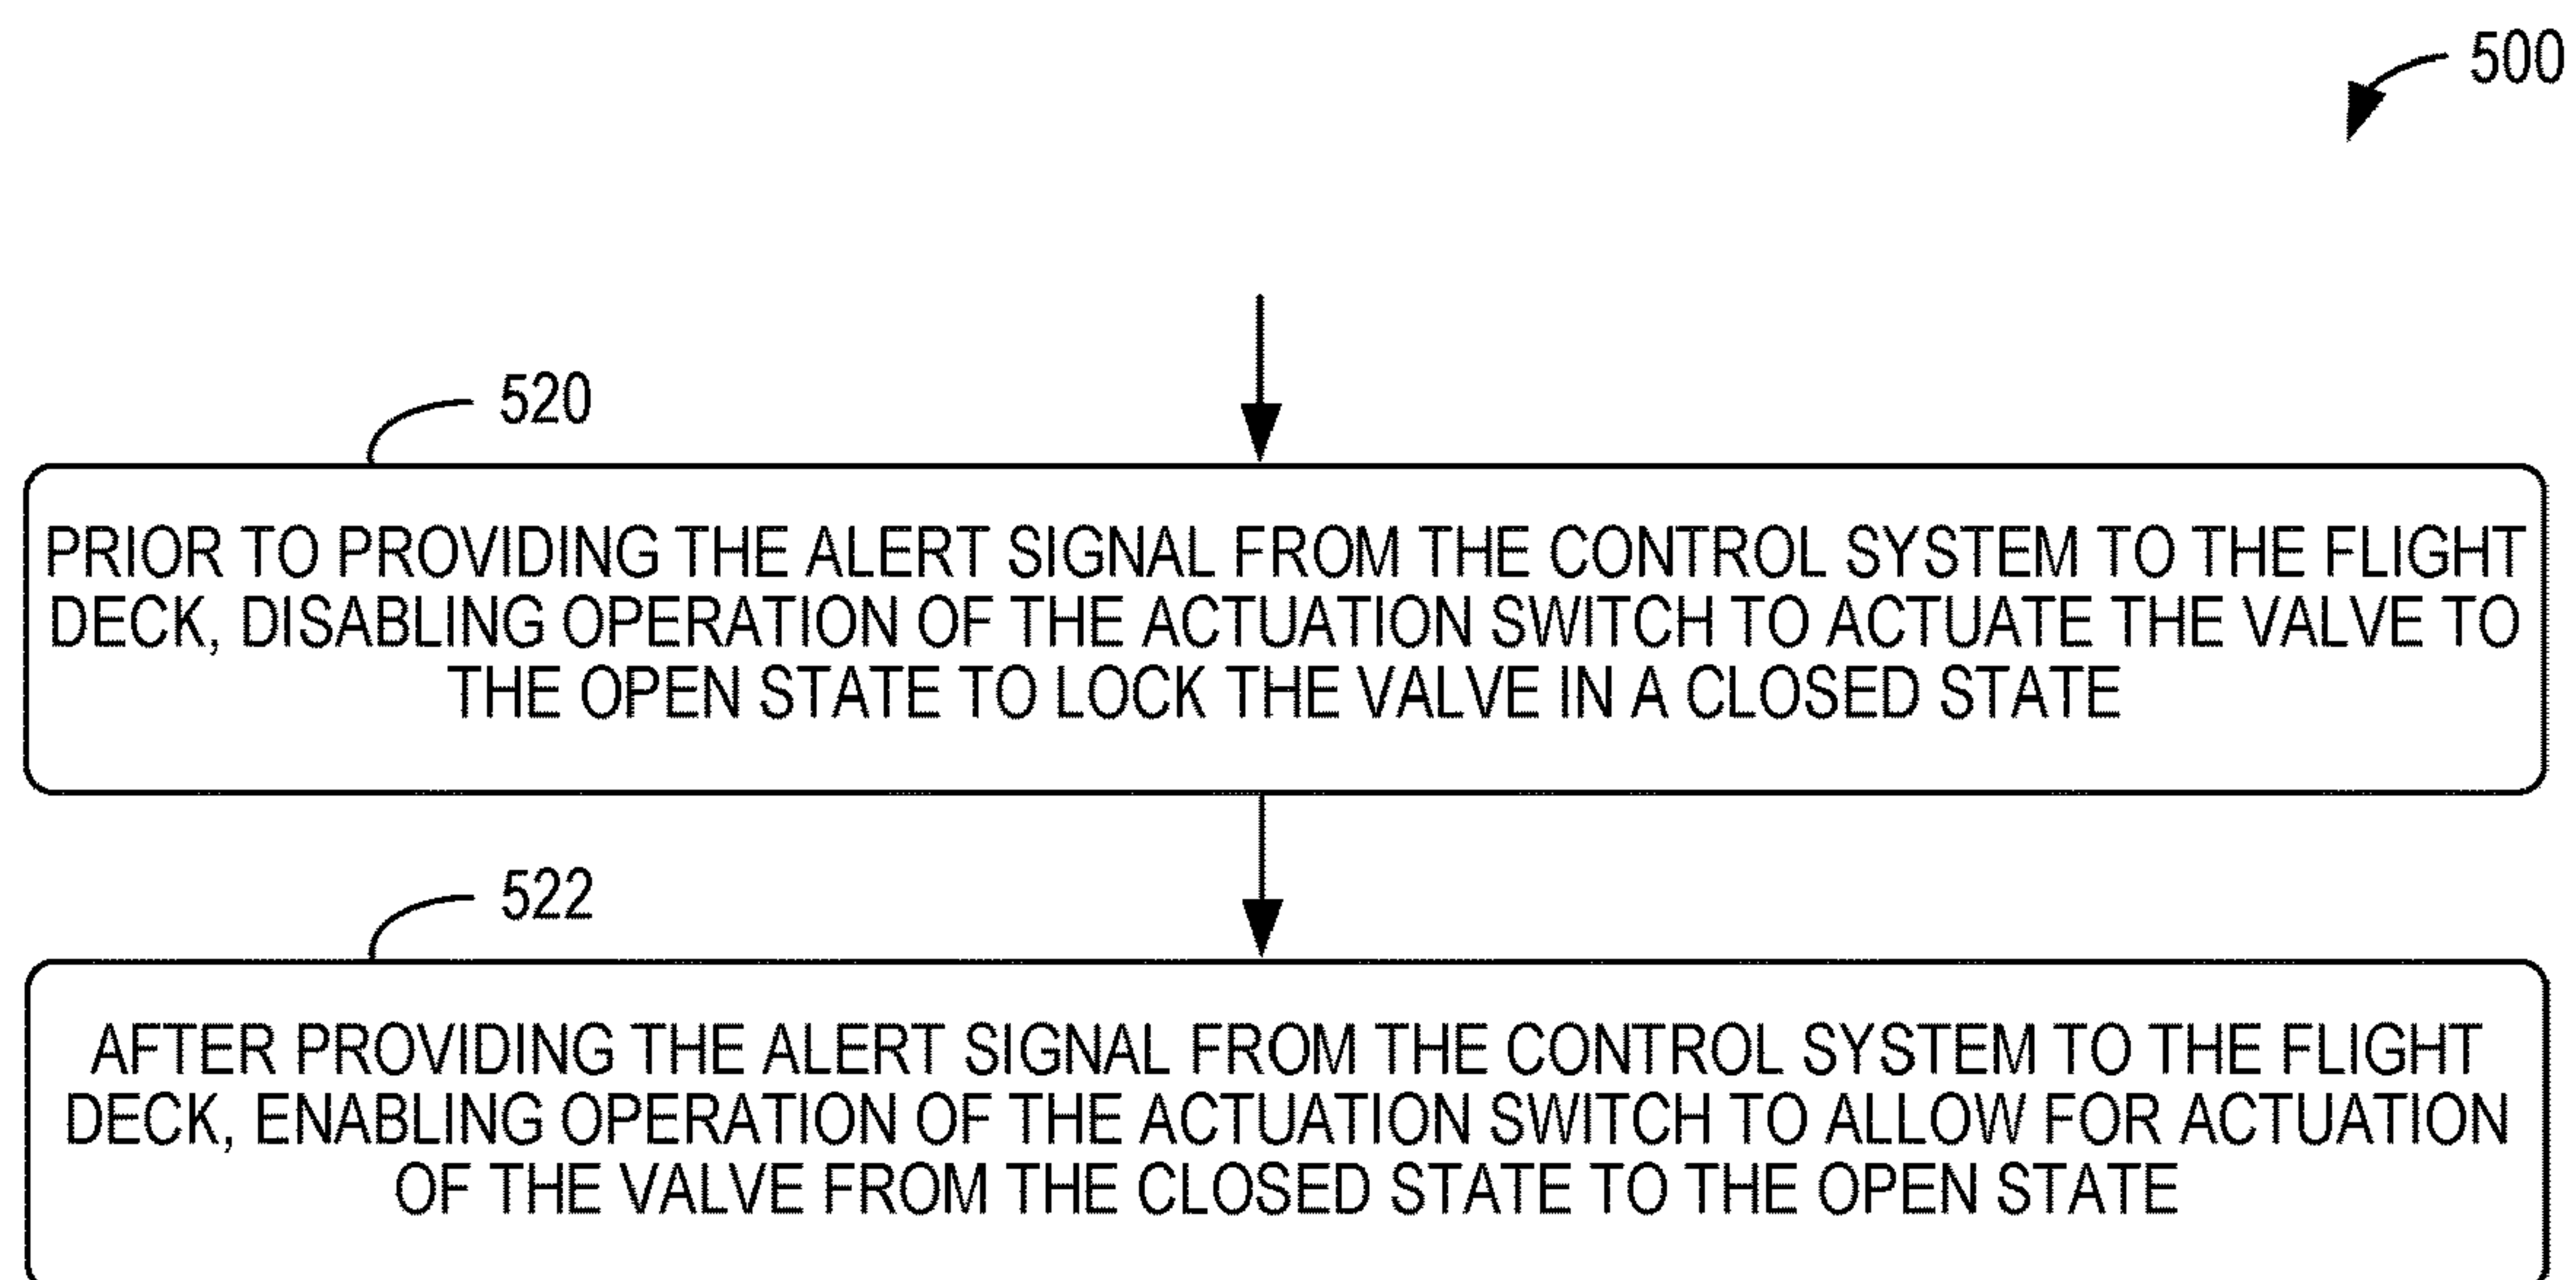 500
520
PRIOR TO PROVIDING THE ALERT SIGNAL FROM THE CONTROL SYSTEM TO THE FLIGHT
DECK, DISABLING OPERATION OF THE ACTUATION SWITCH TO ACTUATE THE VALVE TO
THE OPEN STATE TO LOCK THE VALVE IN A CLOSED STATE
522
AFTER PROVIDING THE ALERT SIGNAL FROM THE CONTROL SYSTEM TO THE FLIGHT
DECK, ENABLING OPERATION OF THE ACTUATION SWITCH TO ALLOW FOR ACTUATION
OF THE VALVE FROM THE CLOSED STATE TO THE OPEN STATE